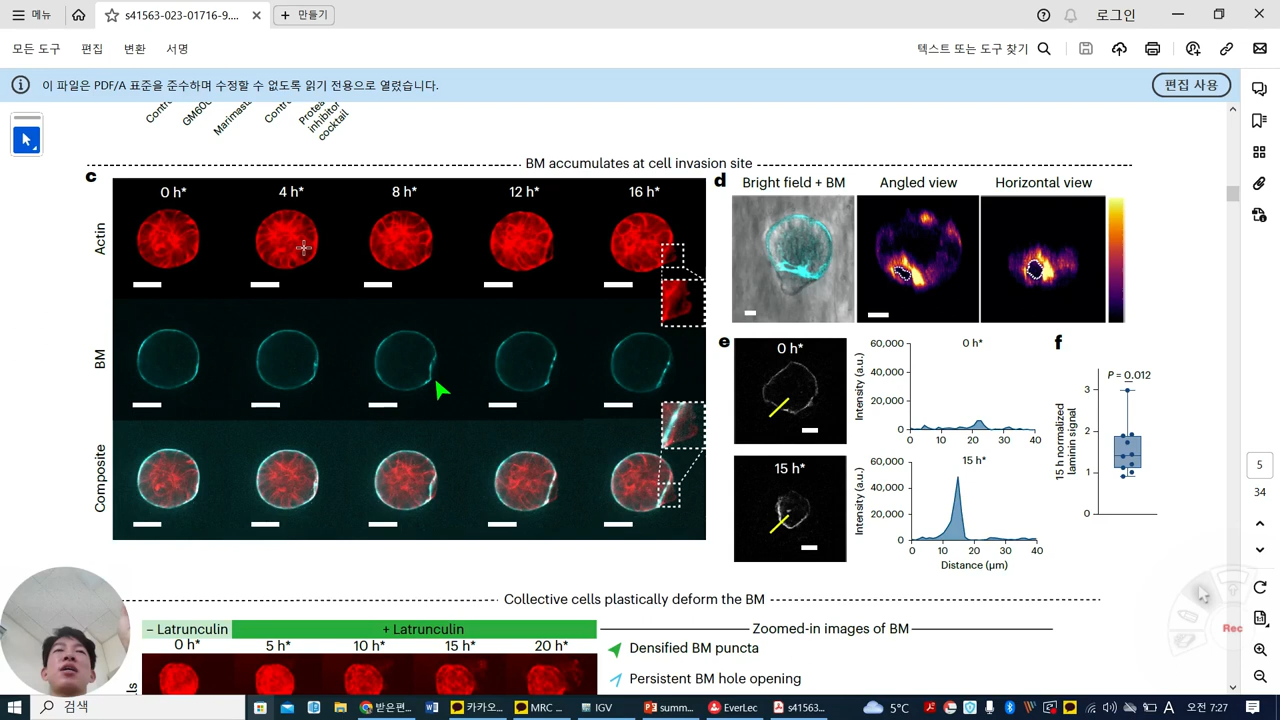 메뉴
s41563-023-01716-9....
만들기
로그인
모든 도구 편집 변환 서명
텍스트 또는 도구 찾기
이 파일은 PDF/A 표준을 준수하며 수정할 수 없도록 읽기 전용으로 열렸습니다.
편집 사용
Marimast
Protea
inhibitor
cocktail
BM accumulates at cell invasion site
c
0 h* 4 h* 8 h* 12 h* 16 h*
Actin
BM
Composite
d
Bright field + BM Angled view Horizontal view
e
0 h*
15 h*
0 h*
Intensity (a.u.)
60,000
40,000
20,000
0
0 10 20 30 40
15 h*
Intensity (a.u.)
60,000
40,000
20,000
0
0 10 20 30 40
Distance (µm)
f
P = 0.012
15 h normalized
laminin signal
3
2
1
0
5
34
Collective cells plastically deform the BM
– Latrunculin + Latrunculin
0 h* 5 h* 10 h* 15 h* 20 h*
Zoomed-in images of BM
Densified BM puncta
Persistent BM hole opening
Rec
검색
받은편...
카카오...
MRC ...
IGV
summ...
EverLec
s41563...
5°C
A
오전 7:27